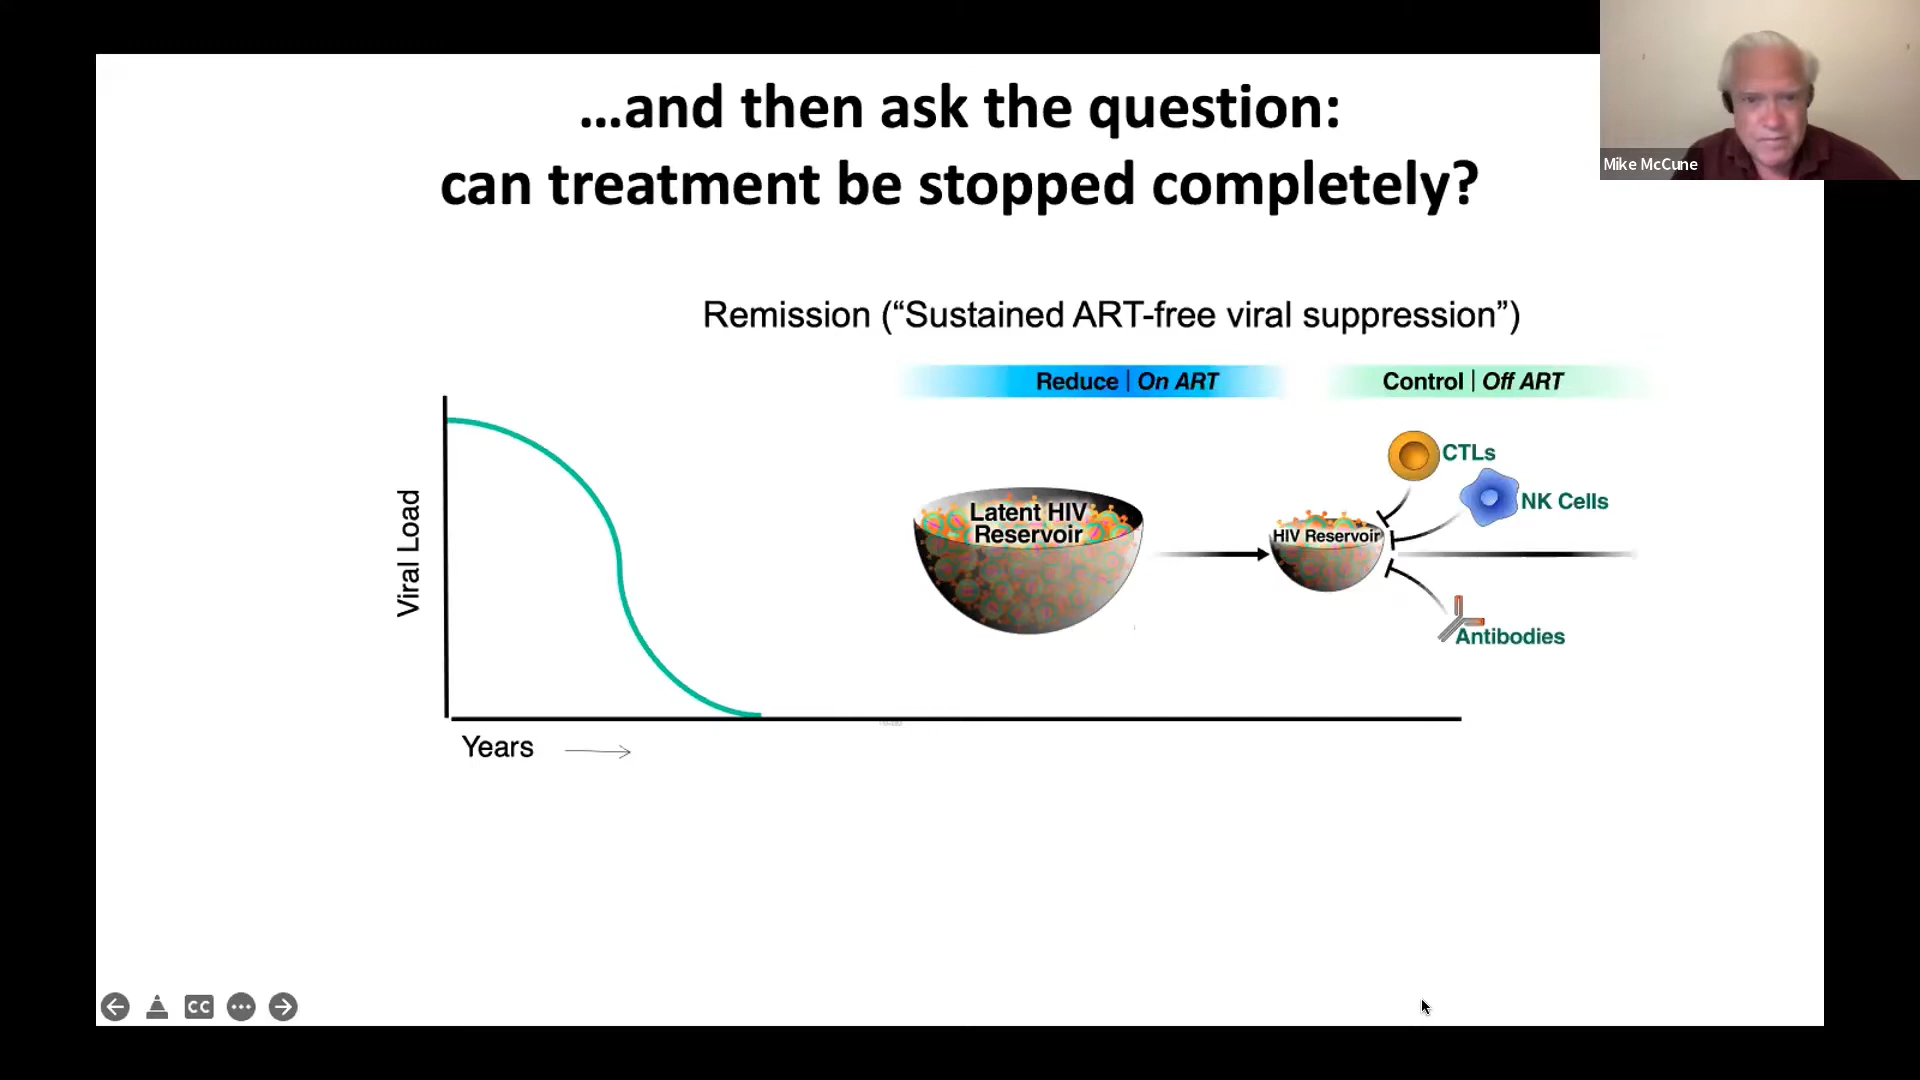 …and then ask the question:
can treatment be stopped completely?
Mike McCune
Remission (“Sustained ART-free viral suppression”)
Reduce | On ART
Control | Off ART
CTLs
NK Cells
Latent HIV
Reservoir
HIV Reservoir
Antibodies
Viral Load
Years
CC